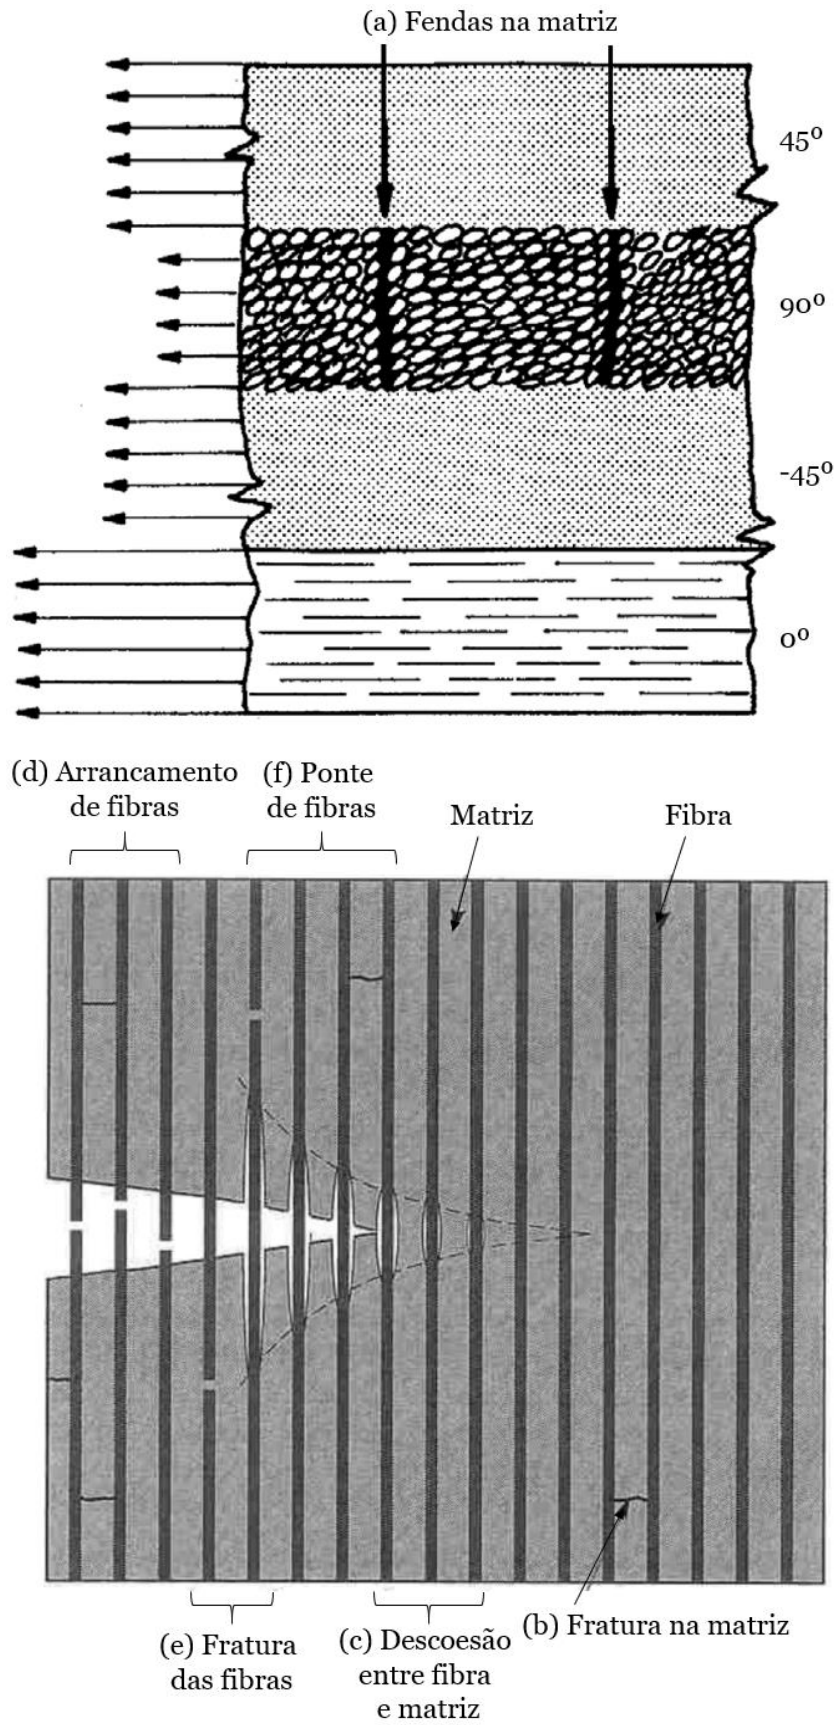 (a) Fendas na matriz
45º
90º
-45º
0º
(d) Arrancamento
de fibras
(f) Ponte
de fibras
Matriz
Fibra
(e) Fratura
das fibras
(c) Descoesão
entre fibra
e matriz
(b) Fratura na matriz